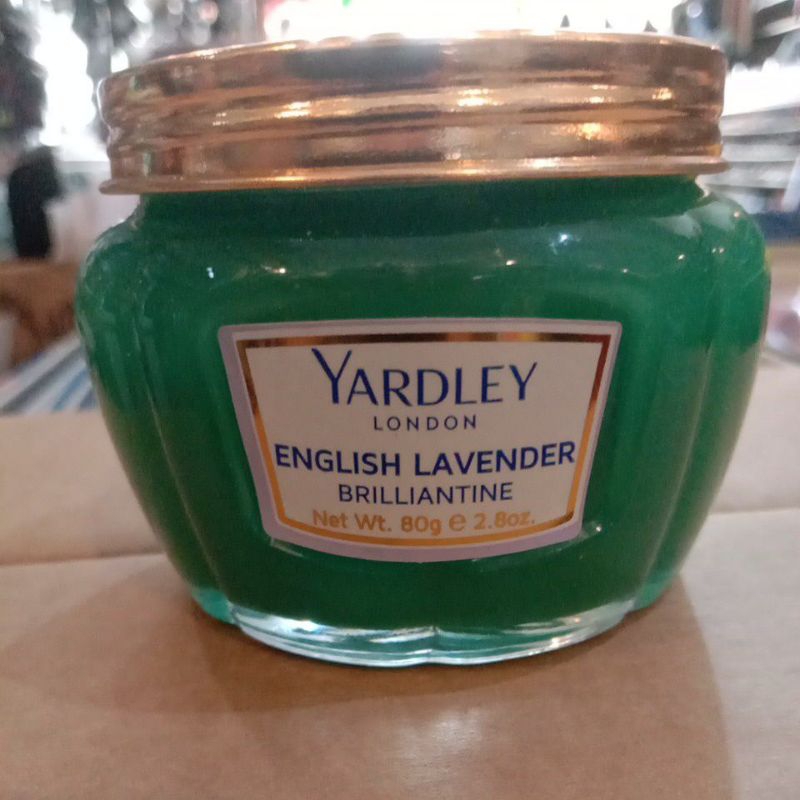 YARDLEY
LONDON
ENGLISH LAVENDER
BRILLIANTINE
Net Wt. 80g e 2.8oz.